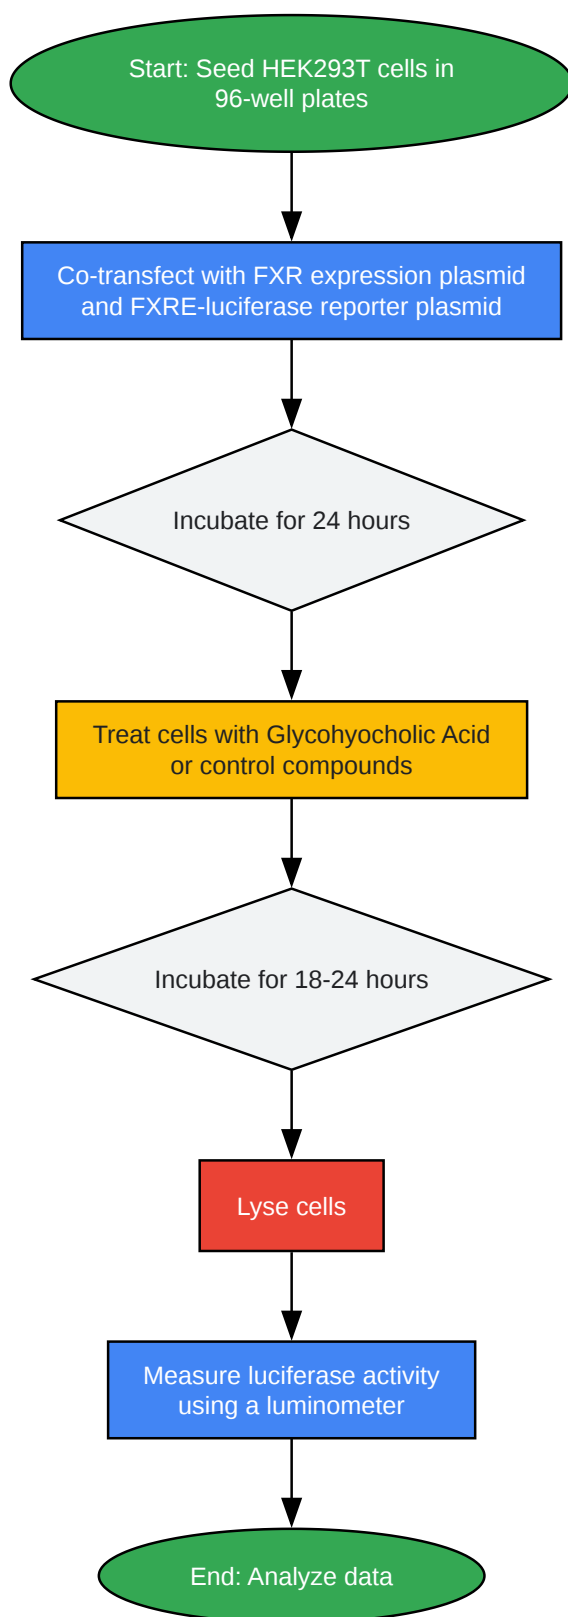 Start: Seed HEK293T cells in
96-well plates
Co-transfect with FXR expression plasmid
and FXRE-luciferase reporter plasmid
Incubate for 24 hours
Treat cells with Glycohyocholic Acid
or control compounds
Incubate for 18-24 hours
Lyse cells
Measure luciferase activity
using a luminometer
End: Analyze data